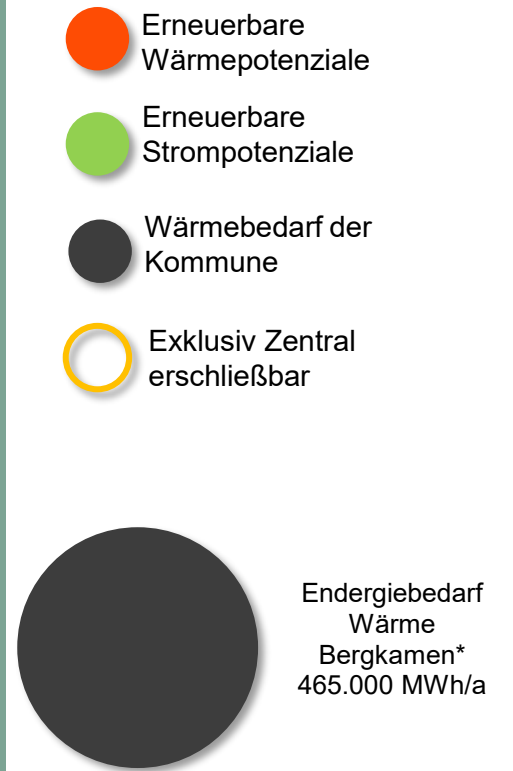 Erneuerbare
Wärmepotenziale
Erneuerbare
Strompotenziale
Wärmebedarf der
Kommune
Exklusiv Zentral
erschließbar
Endergiebedarf
Wärme
Bergkamen*
465.000 MWh/a